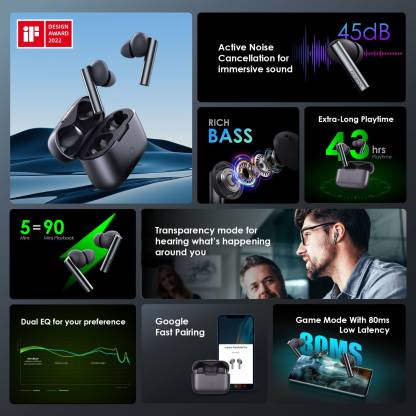 iF
DESIGN
AWARD
2022
45dB
Active Noise
Cancellation for
immersive sound
RICH
BASS
Extra-Long Playtime
43 hrs
Playtime
5 = 90
Mins Mins Playback
Transparency mode for
hearing what's happening
around you
Dual EQ for your preference
Google
Fast Pairing
Game Mode With 80ms
Low Latency
80MS